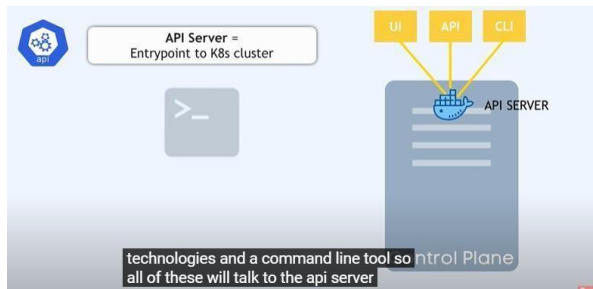 api
API Server =
Entrypoint to K8s cluster
>_
UI
API
CLI
API SERVER
ntrol Plane
technologies and a command line tool so
all of these will talk to the api server